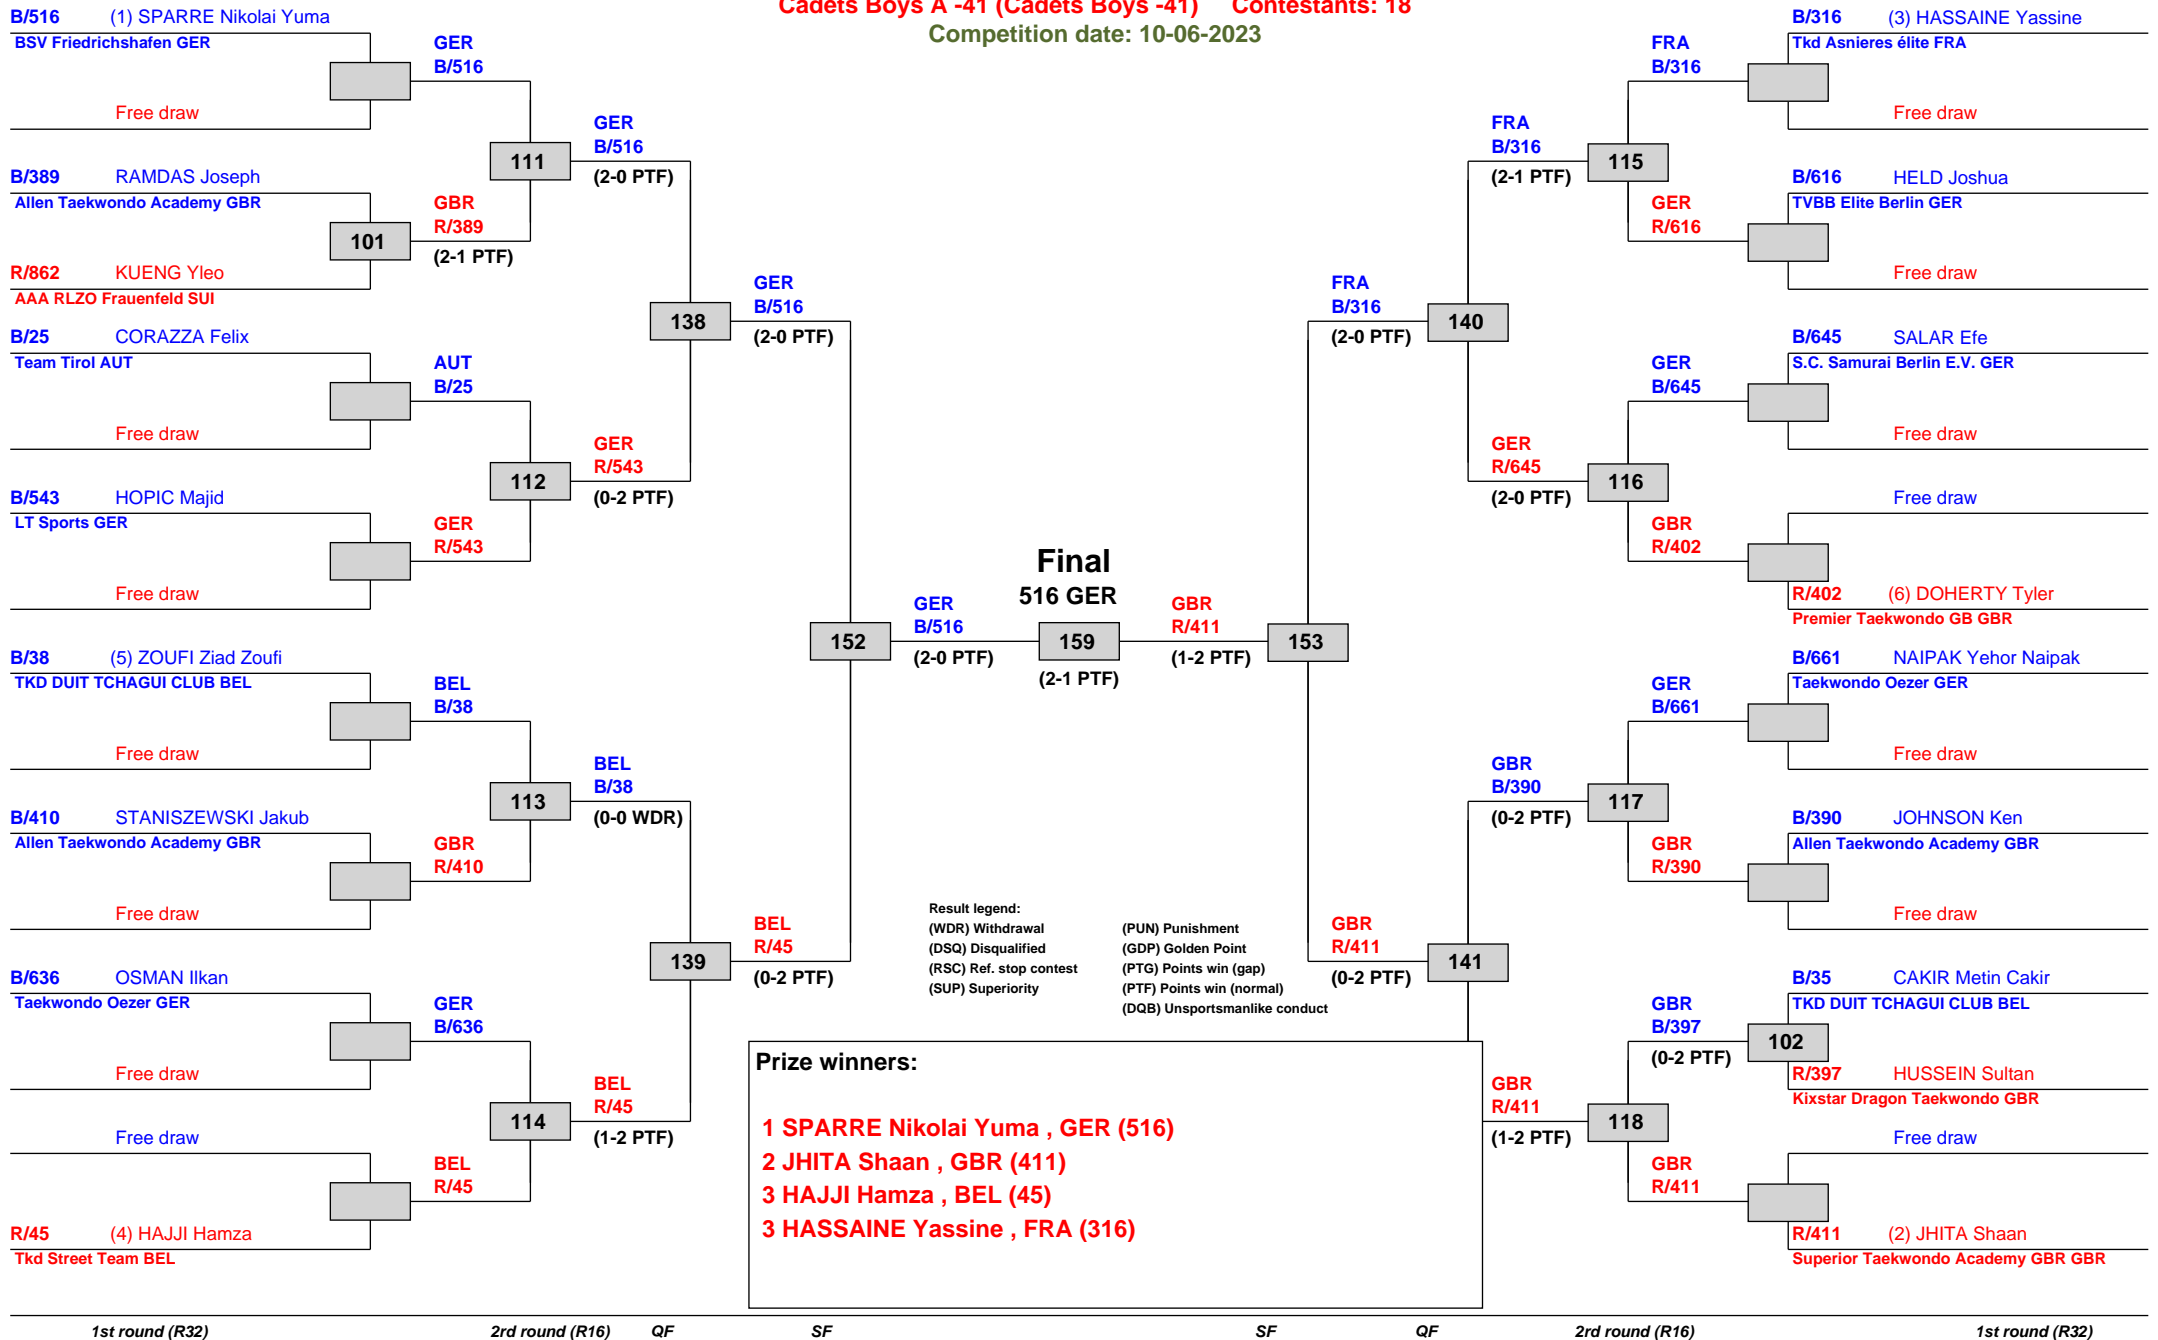 Cadets Boys A -41 (Cadets Boys -41) Contestants: 18
Competition date: 10-06-2023
B/516 (1) SPARRE Nikolai Yuma
BSV Friedrichshafen GER
Free draw
B/389 RAMDAS Joseph
Allen Taekwondo Academy GBR
R/862 KUENG Yleo
AAA RLZO Frauenfeld SUI
B/25 CORAZZA Felix
Team Tirol AUT
Free draw
B/543 HOPIC Majid
LT Sports GER
Free draw
B/38 (5) ZOUFI Ziad Zoufi
TKD DUIT TCHAGUI CLUB BEL
Free draw
B/410 STANISZEWSKI Jakub
Allen Taekwondo Academy GBR
Free draw
B/636 OSMAN Ilkan
Taekwondo Oezer GER
Free draw
Free draw
R/45 (4) HAJJI Hamza
Tkd Street Team BEL
101
GER
B/516
GBR
R/389
(2-1 PTF)
AUT
B/25
GER
R/543
BEL
B/38
GBR
R/410
GER
B/636
BEL
R/45
111
112
113
114
GER
B/516
(2-0 PTF)
GER
R/543
(0-2 PTF)
BEL
B/38
(0-0 WDR)
BEL
R/45
(1-2 PTF)
138
139
GER
B/516
(2-0 PTF)
BEL
R/45
(0-2 PTF)
152
GER
B/516
(2-0 PTF)
Final
516 GER
159
(2-1 PTF)
GBR
R/411
(1-2 PTF)
153
FRA
B/316
(2-0 PTF)
GBR
R/411
(0-2 PTF)
140
141
FRA
B/316
(2-1 PTF)
GER
R/645
(2-0 PTF)
GBR
B/390
(0-2 PTF)
GBR
R/411
(1-2 PTF)
115
116
117
118
FRA
B/316
GER
R/616
GER
B/645
GBR
R/402
GER
B/661
GBR
R/390
GBR
B/397
(0-2 PTF)
GBR
R/411
102
B/316 (3) HASSAINE Yassine
Tkd Asnieres élite FRA
Free draw
B/616 HELD Joshua
TVBB Elite Berlin GER
Free draw
B/645 SALAR Efe
S.C. Samurai Berlin E.V. GER
Free draw
Free draw
R/402 (6) DOHERTY Tyler
Premier Taekwondo GB GBR
B/661 NAIPAK Yehor Naipak
Taekwondo Oezer GER
Free draw
B/390 JOHNSON Ken
Allen Taekwondo Academy GBR
Free draw
B/35 CAKIR Metin Cakir
TKD DUIT TCHAGUI CLUB BEL
R/397 HUSSEIN Sultan
Kixstar Dragon Taekwondo GBR
Free draw
R/411 (2) JHITA Shaan
Superior Taekwondo Academy GBR GBR
Result legend:
(WDR) Withdrawal (PUN) Punishment
(DSQ) Disqualified (GDP) Golden Point
(RSC) Ref. stop contest (PTG) Points win (gap)
(SUP) Superiority (PTF) Points win (normal)
(DQB) Unsportsmanlike conduct
Prize winners:
1 SPARRE Nikolai Yuma , GER (516)
2 JHITA Shaan , GBR (411)
3 HAJJI Hamza , BEL (45)
3 HASSAINE Yassine , FRA (316)
1st round (R32) 2rd round (R16) QF SF SF QF 2rd round (R16) 1st round (R32)